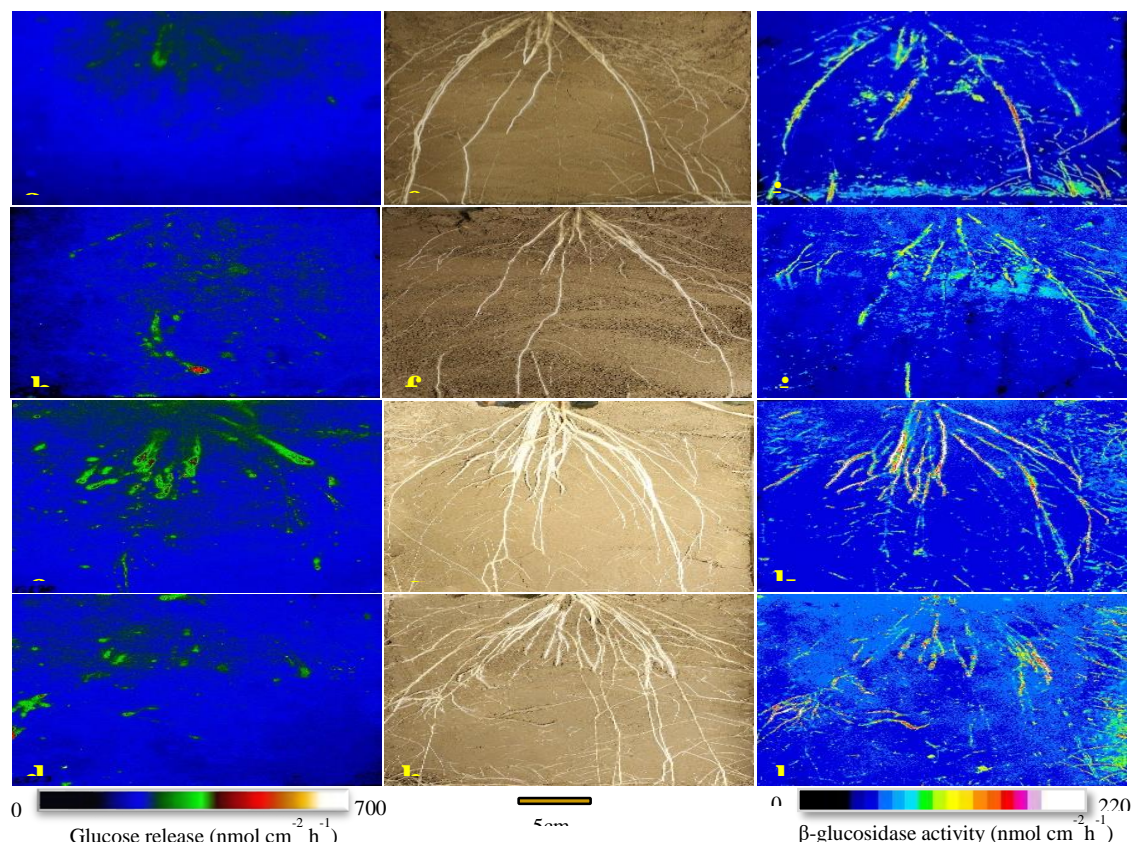 b
f
d
0
700
Glucose release (nmol cm⁻² h⁻¹)
5cm
0
220
β-glucosidase activity (nmol cm⁻² h⁻¹)